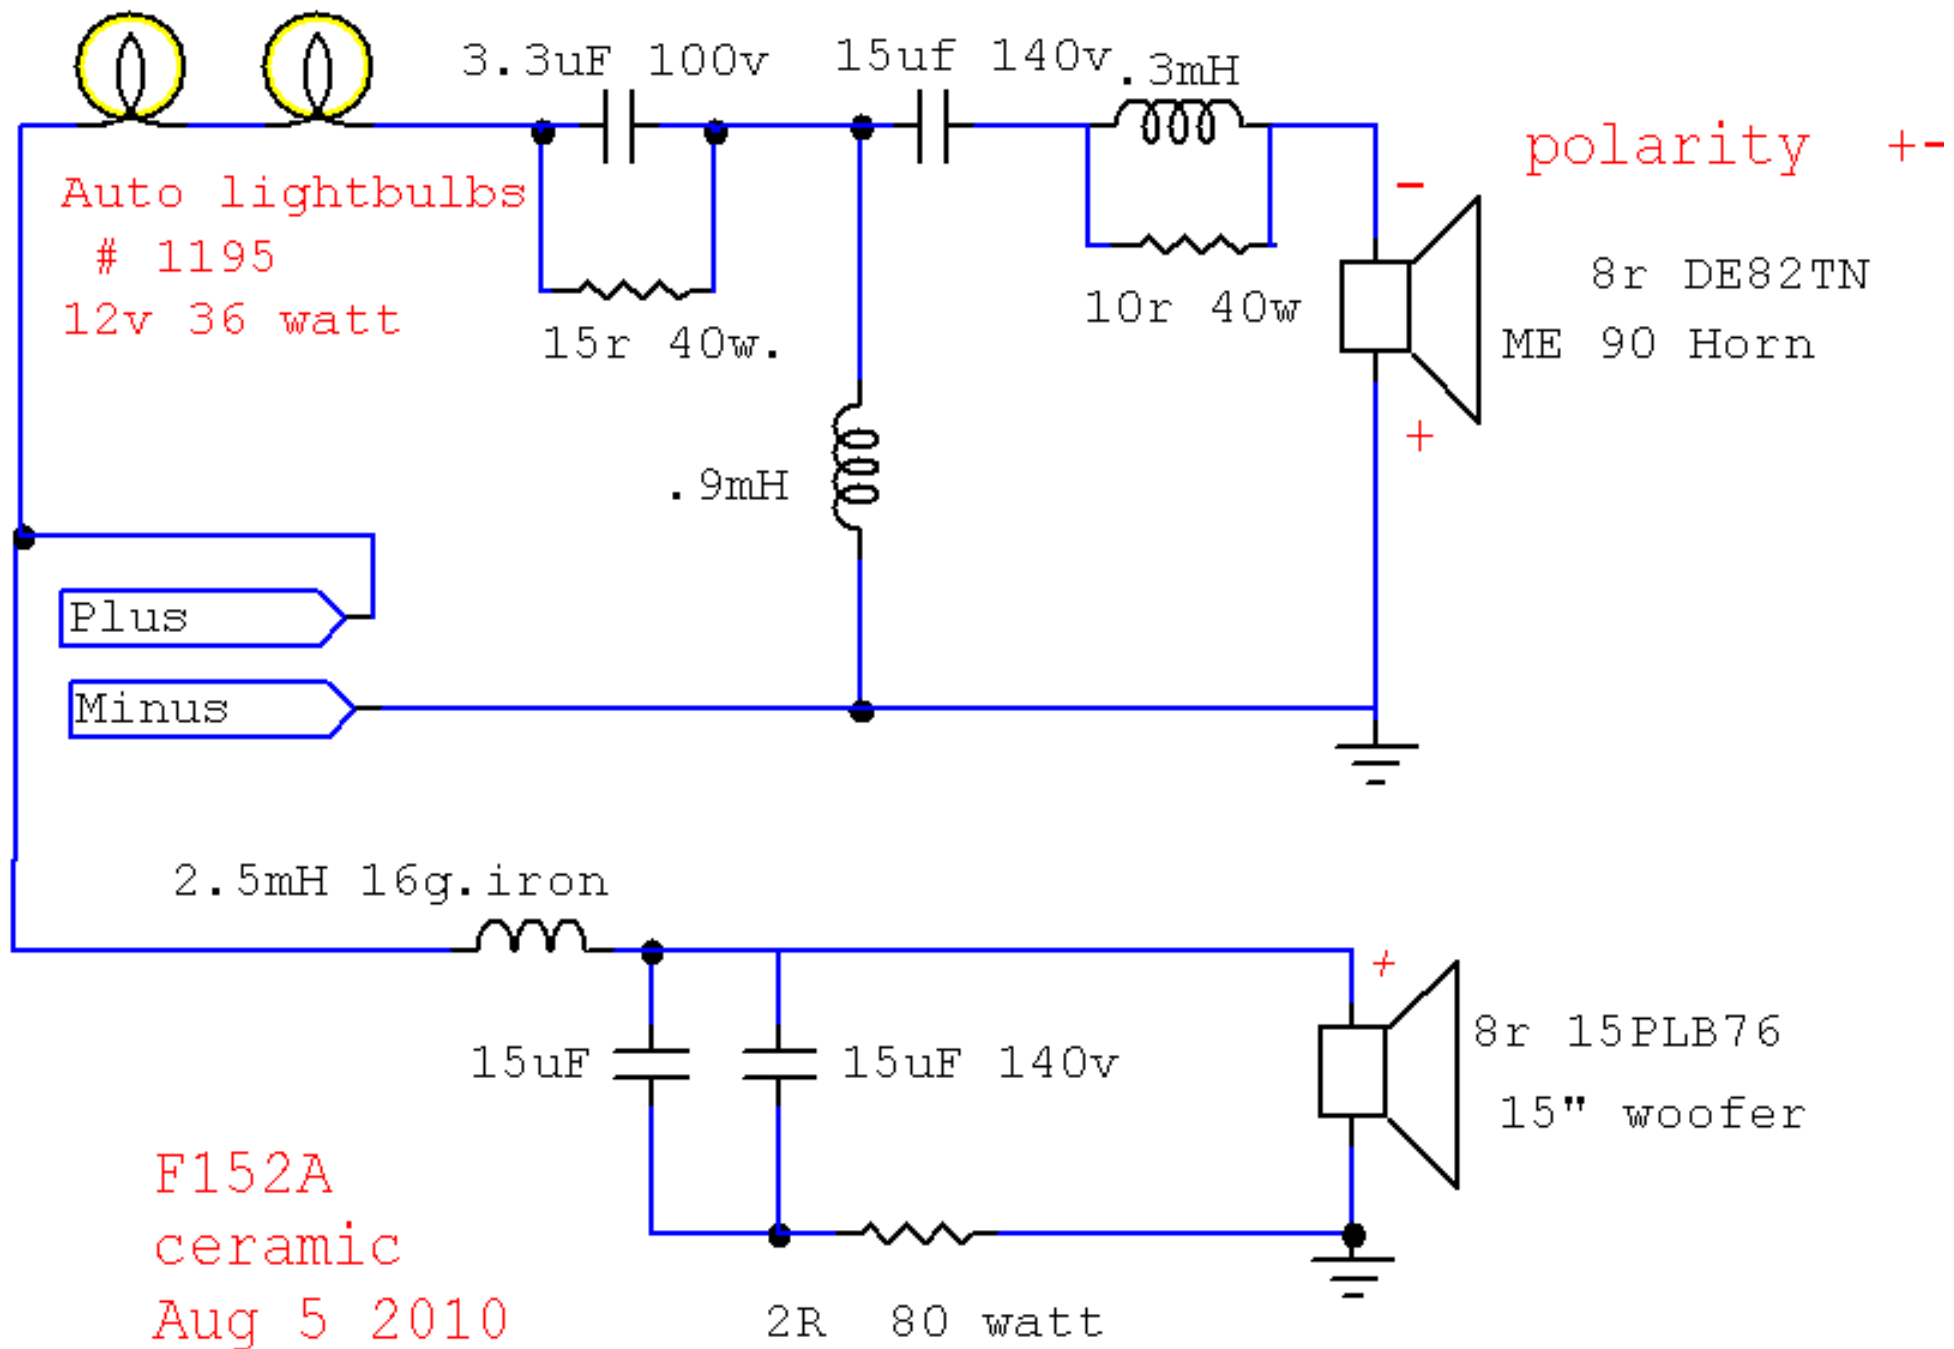 3.3uF 100v
15uf 140v
.3mH
polarity +-
Auto lightbulbs
# 1195
12v 36 watt
-
15r 40w.
10r 40w
8r DE82TN
ME 90 Horn
+
.9mH
Plus
Minus
2.5mH 16g.iron
+
15uF
15uF 140v
8r 15PLB76
15" woofer
F152A
ceramic
Aug 5 2010
2R 80 watt